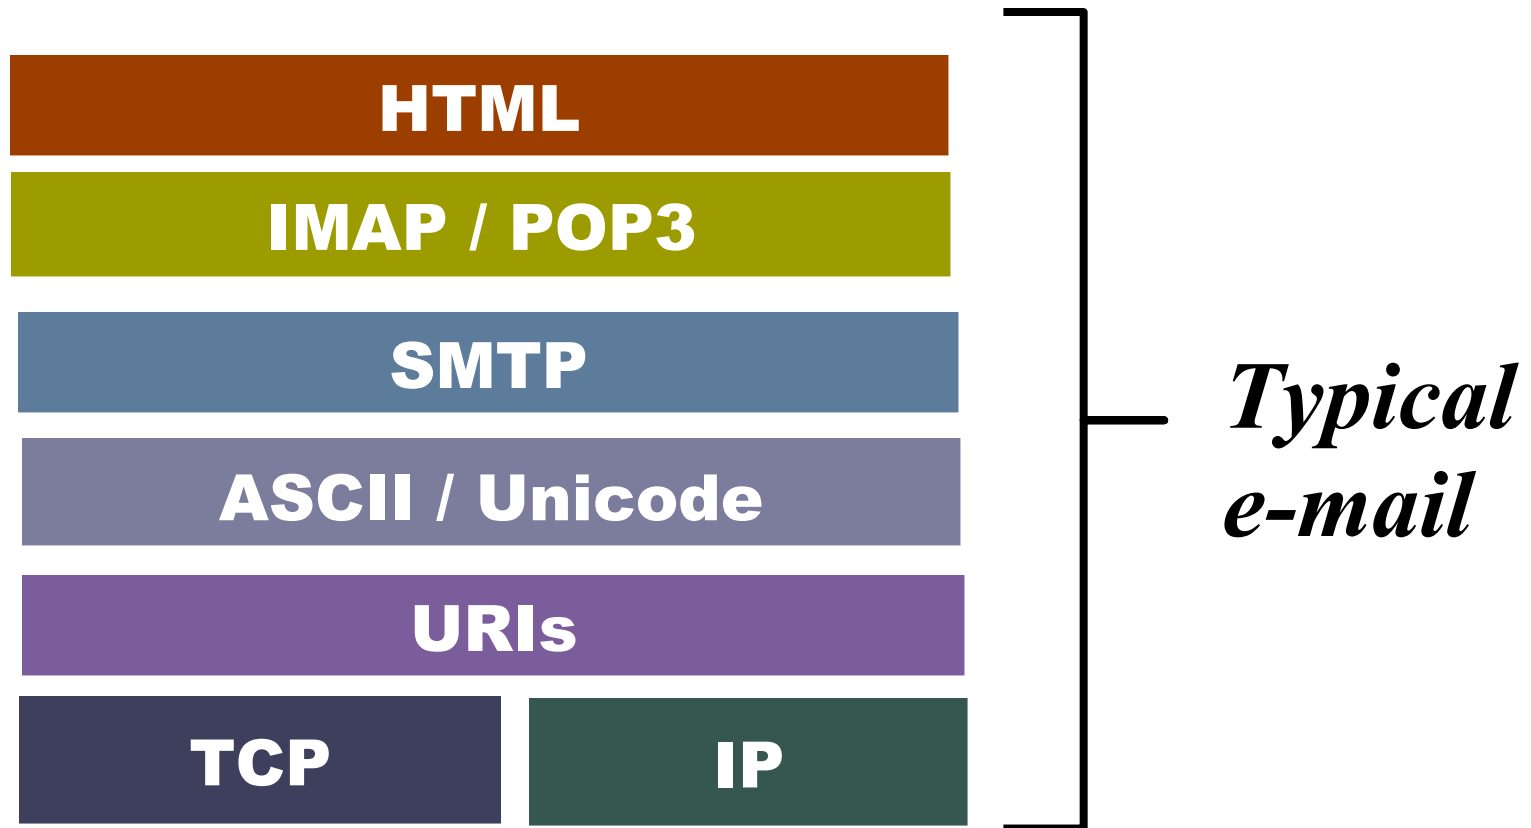 HTML
IMAP / POP3
SMTP
ASCII / Unicode
URIs
TCP
IP
Typical
e-mail